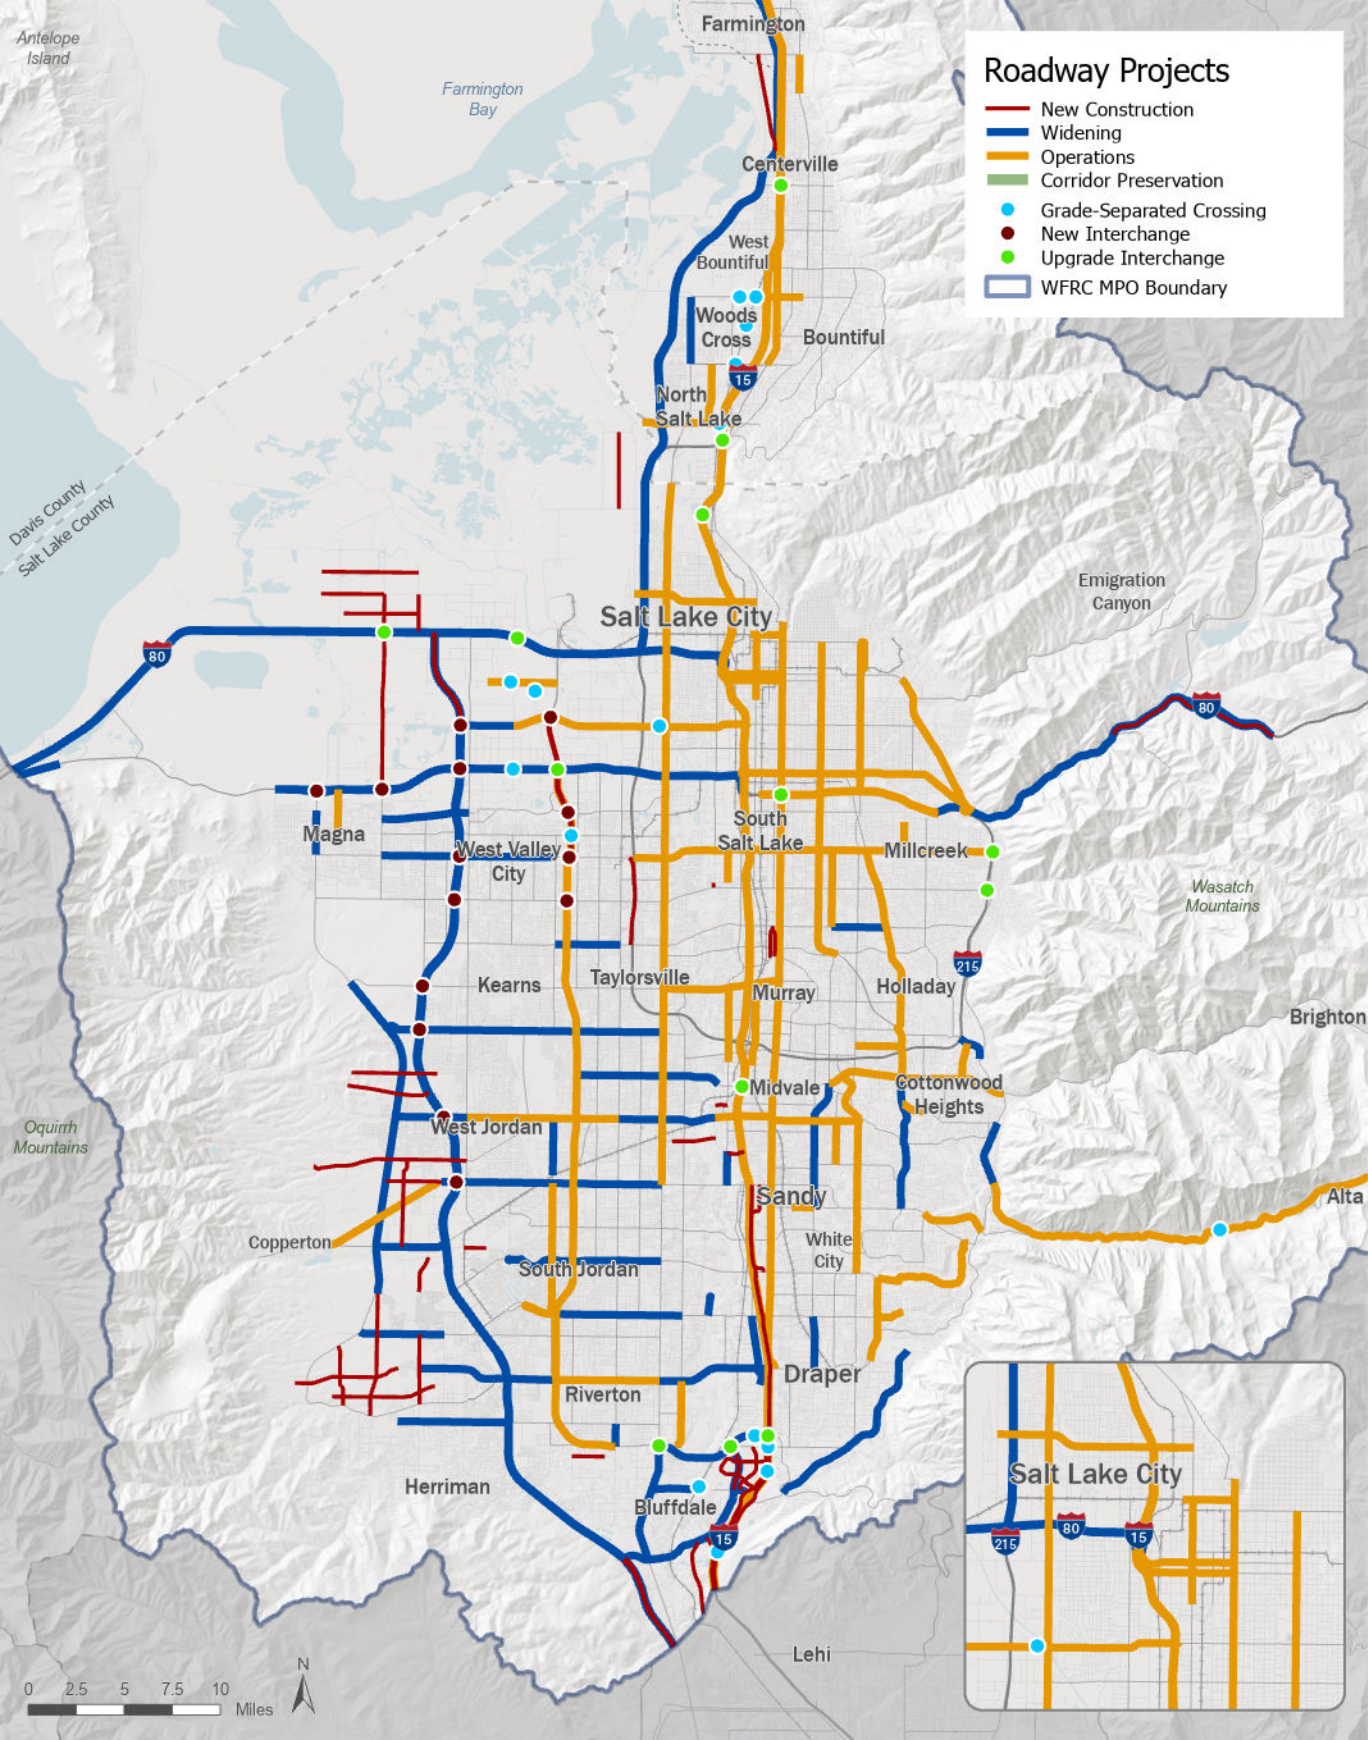 Farmington
Antelope
Island
Farmington
Bay
Roadway Projects
New Construction
Widening
Operations
Corridor Preservation
Grade-Separated Crossing
New Interchange
Upgrade Interchange
WFRC MPO Boundary
Centerville
West
Bountiful
Woods
Cross
Bountiful
15
North
Salt Lake
Davis County
Salt Lake County
Emigration
Canyon
Salt Lake City
80
80
Magna
South
Salt Lake
West Valley
City
Millcreek
Wasatch
Mountains
215
Kearns
Taylorsville
Murray
Holladay
Brighton
Midvale
Cottonwood
Heights
Oquirrh
Mountains
West Jordan
Sandy
Alta
Copperton
White
City
South Jordan
Draper
Riverton
Herriman
Bluffdale
15
Lehi
Salt Lake City
215
80
15
N
0 2.5 5 7.5 10
Miles